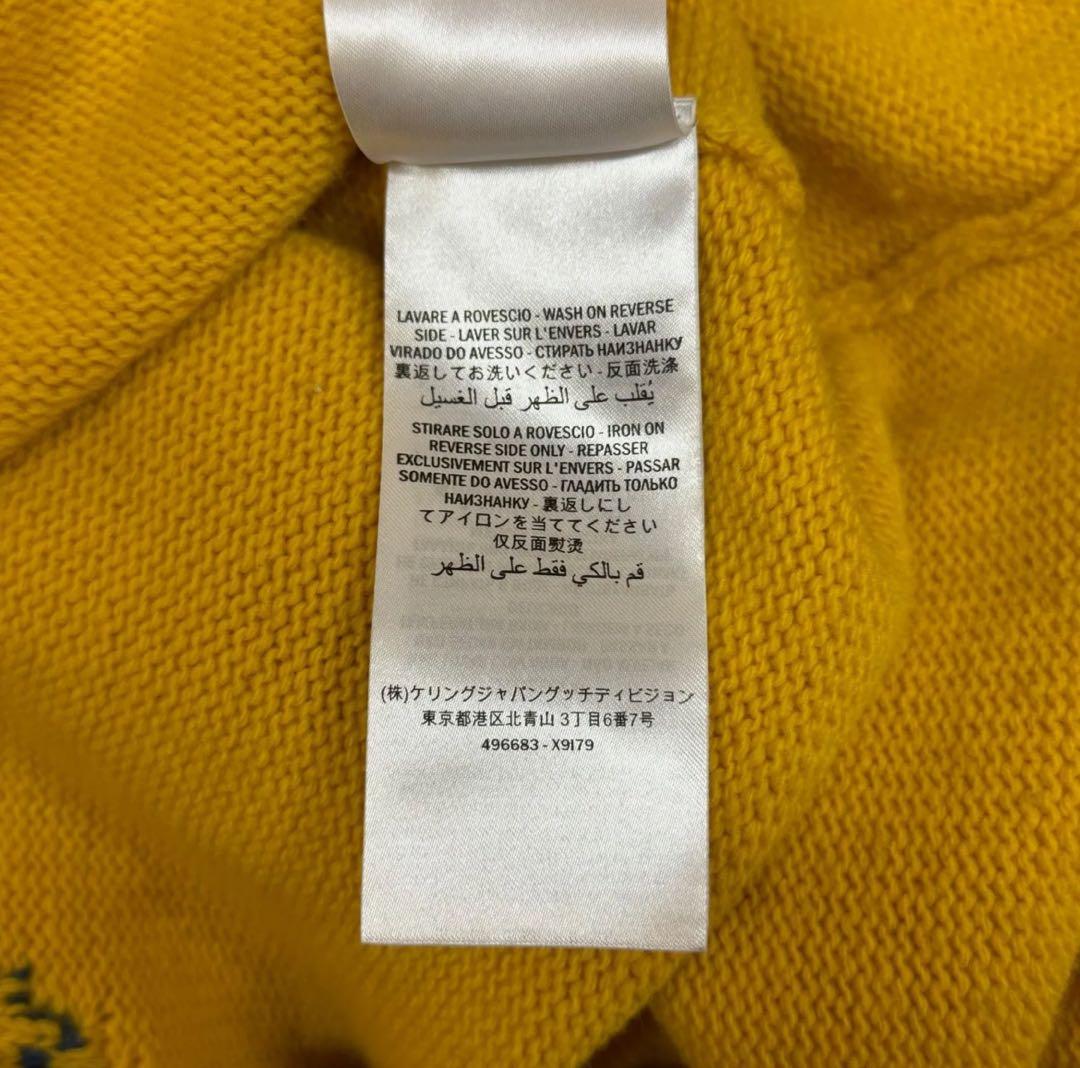 LAVARE A ROVESCIO - WASH ON REVERSE
SIDE - LAVER SUR L'ENVERS - LAVAR
VIRADO DO AVESSO - СТИРАТЬ НАИЗНАНКУ
裏返してお洗いください - 反面洗涤
يُقلب على الظهر قبل الغسيل
STIRARE SOLO A ROVESCIO - IRON ON
REVERSE SIDE ONLY - REPASSER
EXCLUSIVEMENT SUR L'ENVERS - PASSAR
SOMENTE DO AVESSO - ГЛАДИТЬ ТОЛЬКО
НАИЗНАНКУ - 裏返しにし
てアイロンを当ててください
仅反面熨烫
قم بالكي فقط على الظهر
(株)ケリングジャパングッチディビジョン
東京都港区北青山 3丁目6番7号
496683 - X9I79